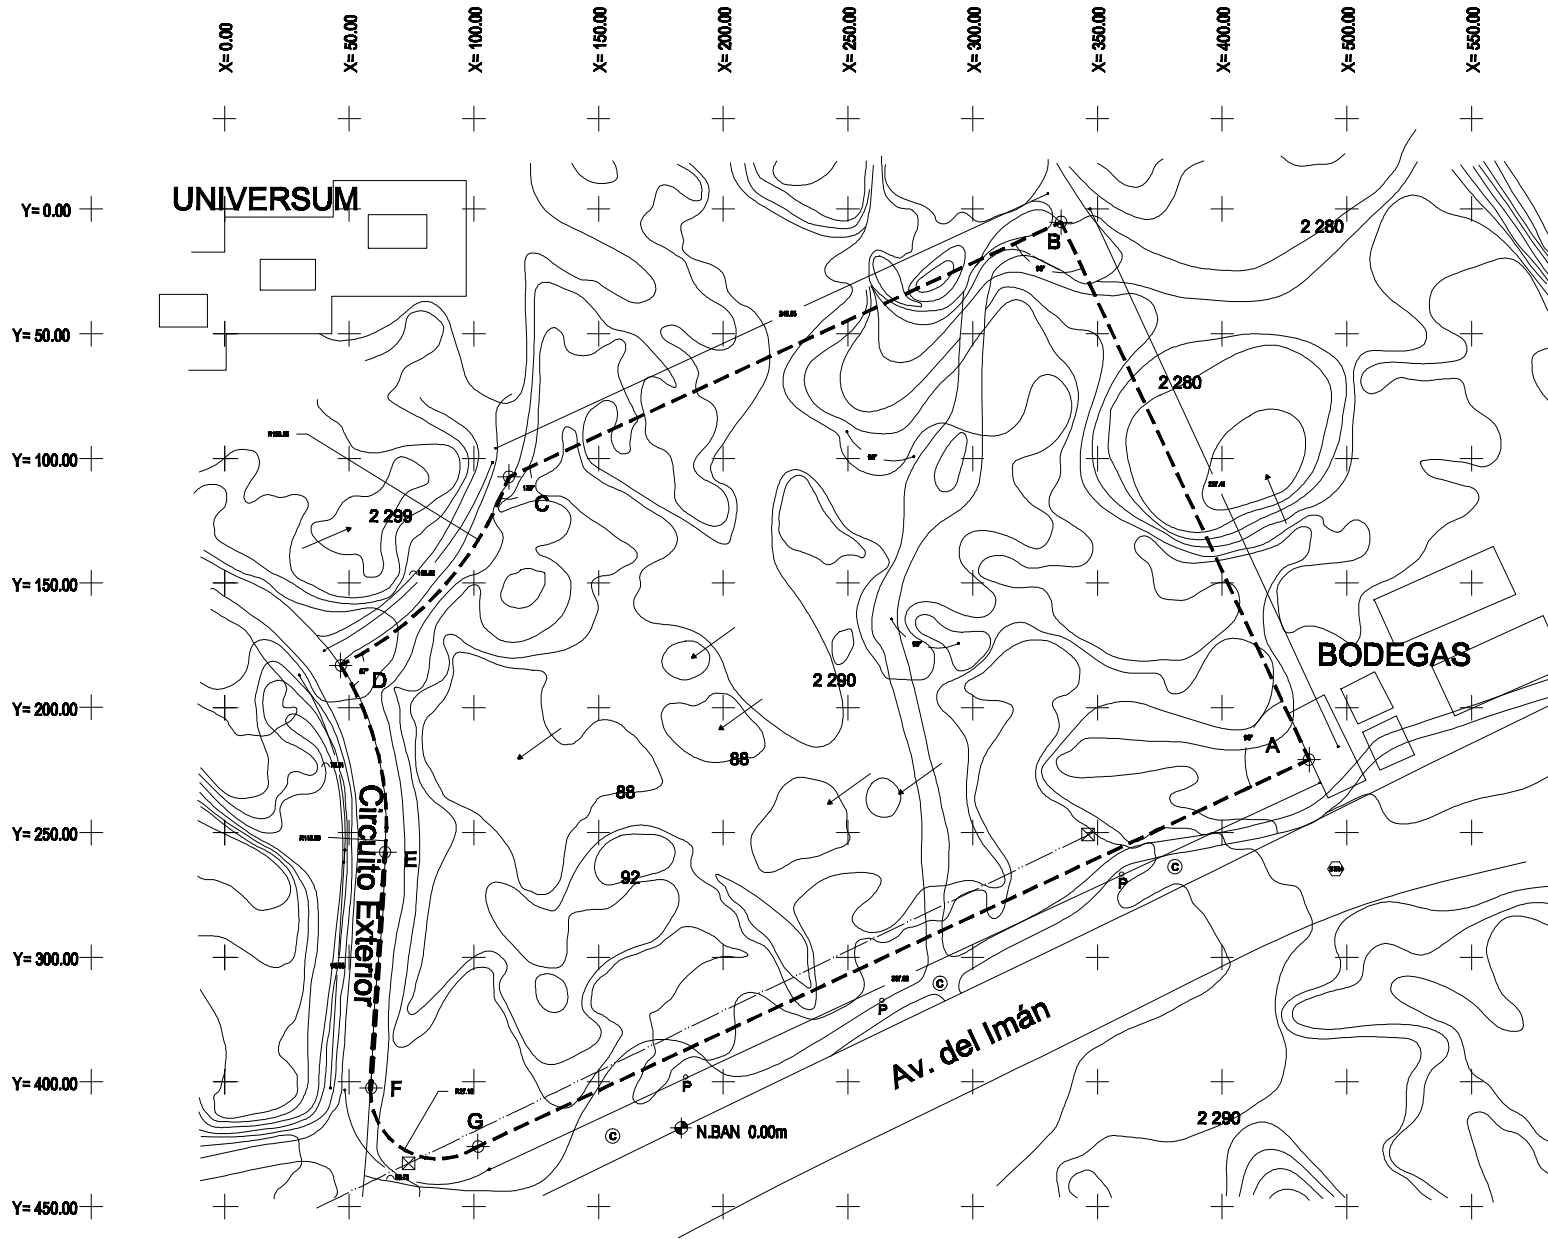 X= 0.00
X= 50.00
X= 100.00
X= 150.00
X= 200.00
X= 250.00
X= 300.00
X= 350.00
X= 400.00
X= 500.00
X= 550.00
UNIVERSUM
Y= 0.00
B
2 280
Y= 50.00
2 280
Y= 100.00
C
2 299
Y= 150.00
BODEGAS
D
2 290
Y= 200.00
A
88
88
Y= 250.00
E
Circuito Exterior
92
P
C
Y= 300.00
C
P
Av. del Imán
Y= 400.00
F
P
G
2 290
N.BAN 0.00m
C
Y= 450.00